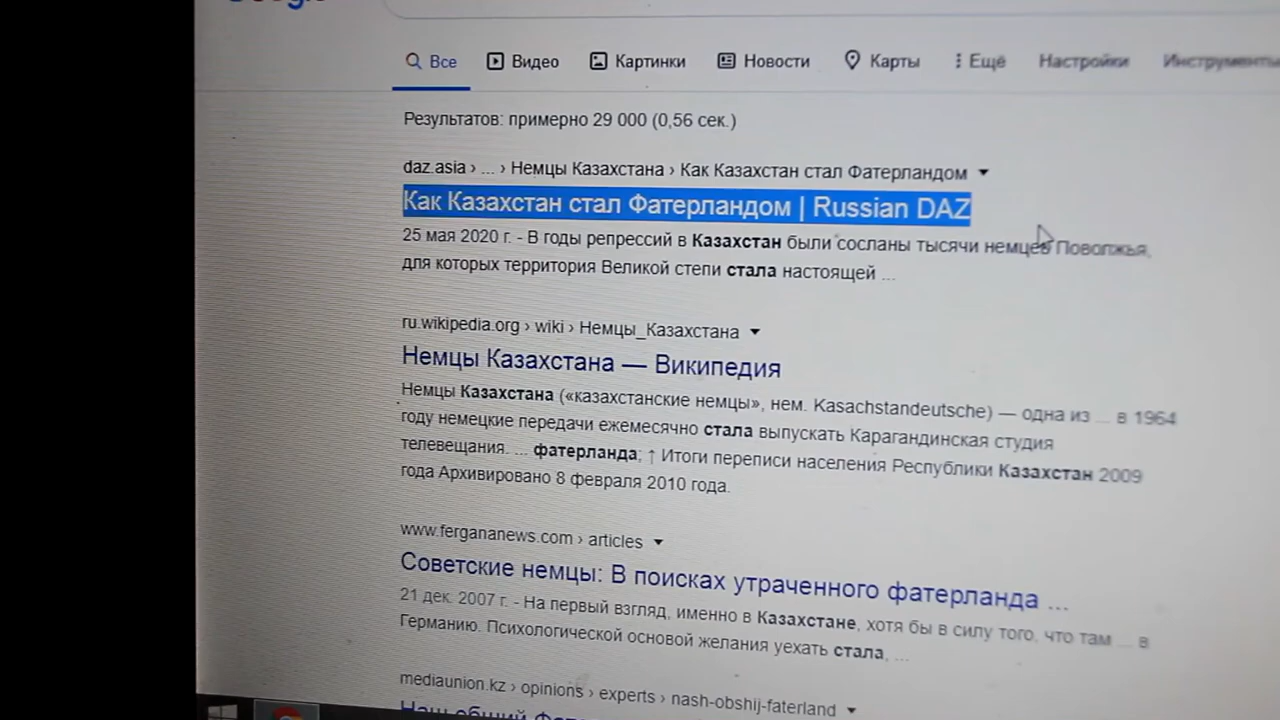 Все Видео Картинки Новости Карты Ещё Настройки Инструменты
Результатов: примерно 29 000 (0,56 сек.)
daz.asia › ... › Немцы Казахстана › Как Казахстан стал Фатерландом
Как Казахстан стал Фатерландом | Russian DAZ
25 мая 2020 г. - В годы репрессий в Казахстан были сосланы тысячи немцев Поволжья,
для которых территория Великой степи стала настоящей ...
ru.wikipedia.org › wiki › Немцы_Казахстана
Немцы Казахстана — Википедия
Немцы Казахстана («казахстанские немцы», нем. Kasachstandeutsche) — одна из ... в 1964
году немецкие передачи ежемесячно стала выпускать Карагандинская студия
телевещания. ... фатерланда; ↑ Итоги переписи населения Республики Казахстан 2009
года Архивировано 8 февраля 2010 года.
www.fergananews.com › articles
Советские немцы: В поисках утраченного фатерланда ...
21 дек. 2007 г. - На первый взгляд, именно в Казахстане, хотя бы в силу того, что там ... в
Германию. Психологической основой желания уехать стала, ...
mediaunion.kz › opinions › experts › nash-obshij-faterland
Наш общий